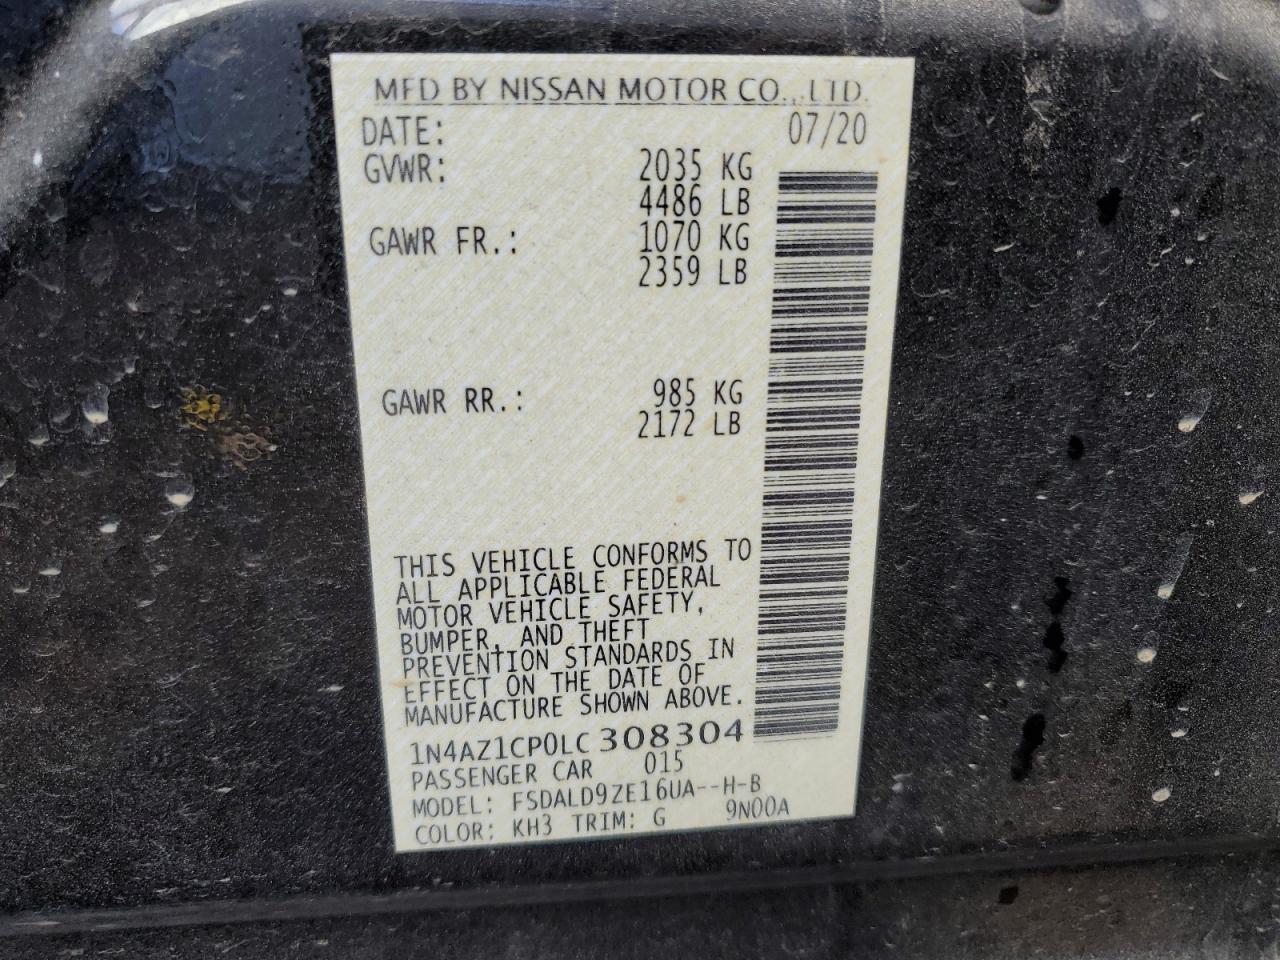 MFD BY NISSAN MOTOR CO., LTD.
DATE: 07/20
GVWR: 2035 KG
4486 LB
GAWR FR.: 1070 KG
2359 LB
GAWR RR.: 985 KG
2172 LB
THIS VEHICLE CONFORMS TO
ALL APPLICABLE FEDERAL
MOTOR VEHICLE SAFETY,
BUMPER, AND THEFT
PREVENTION STANDARDS IN
EFFECT ON THE DATE OF
MANUFACTURE SHOWN ABOVE.
1N4AZ1CP0LC308304
PASSENGER CAR 015
MODEL: FSDALD9ZE16UA--H-B
COLOR: KH3 TRIM: G 9N00A